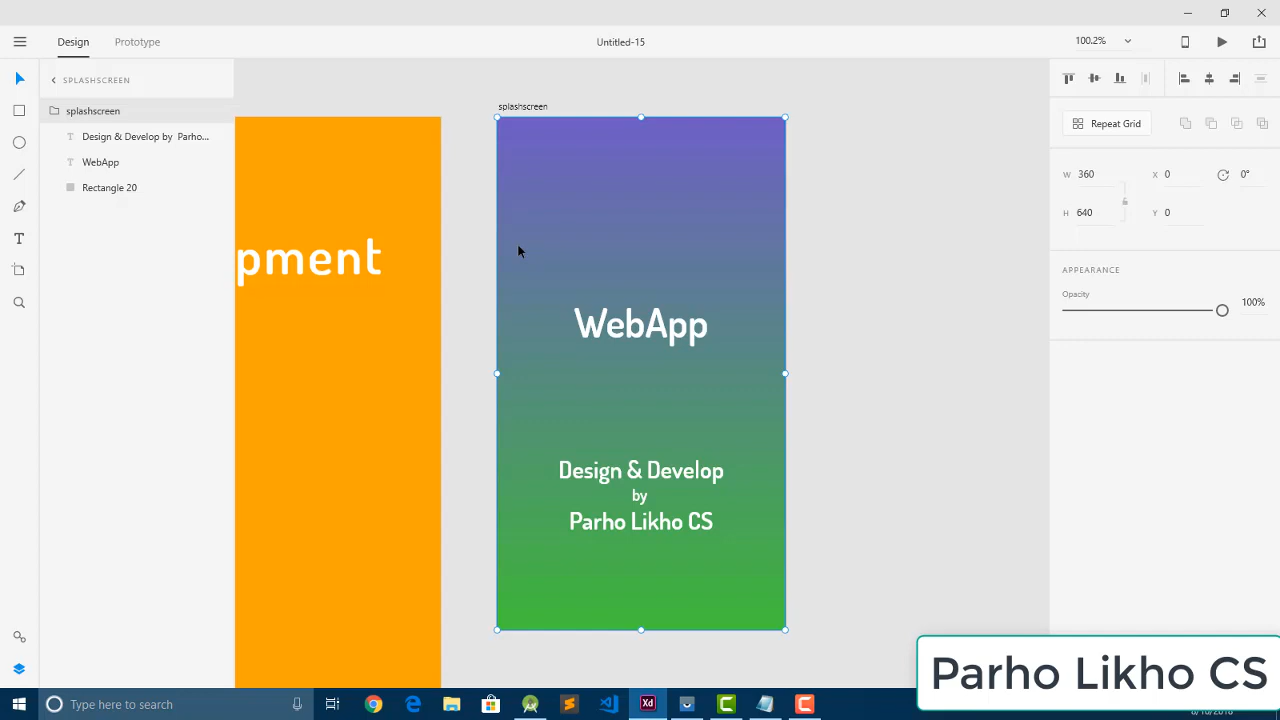 Design
Prototype
Untitled-15
100.2%
SPLASHSCREEN
splashscreen
Design & Develop by Parho...
WebApp
Rectangle 20
pment
splashscreen
WebApp
Design & Develop
by
Parho Likho CS
Repeat Grid
W 360
X 0
0°
H 640
Y 0
APPEARANCE
Opacity
100%
Parho Likho CS
Type here to search